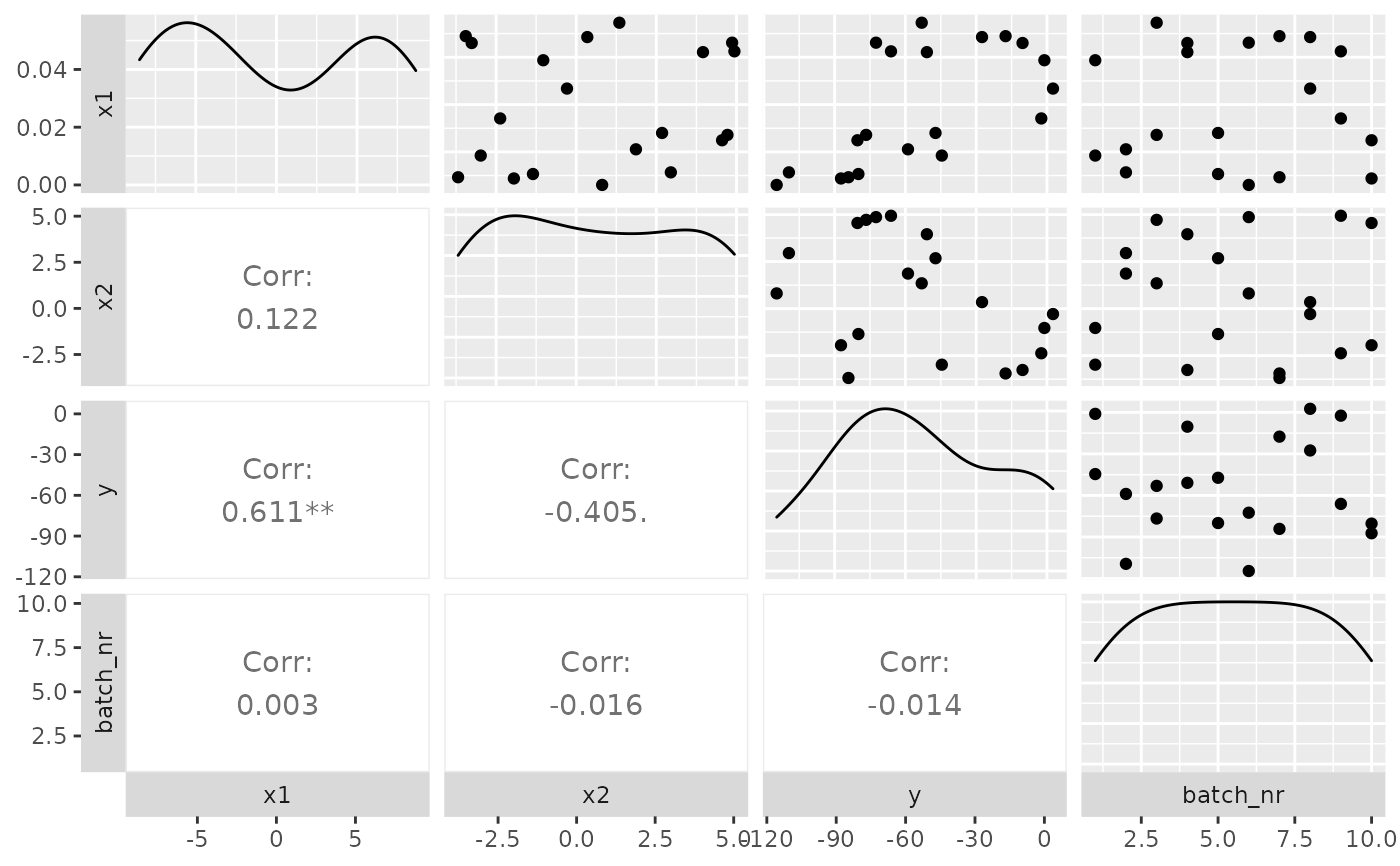 0.04
0.02
0.00
x1
5.0
2.5
0.0
-2.5
x2
Corr:
0.122
0
-30
-60
-90
-120
y
Corr:
0.611**
Corr:
-0.405.
10.0
7.5
5.0
2.5
batch_nr
Corr:
0.003
Corr:
-0.016
Corr:
-0.014
x1
x2
y
batch_nr
-5 0 5
-2.5 0.0 2.5 5.0
-120 -90 -60 -30 0
2.5 5.0 7.5 10.0